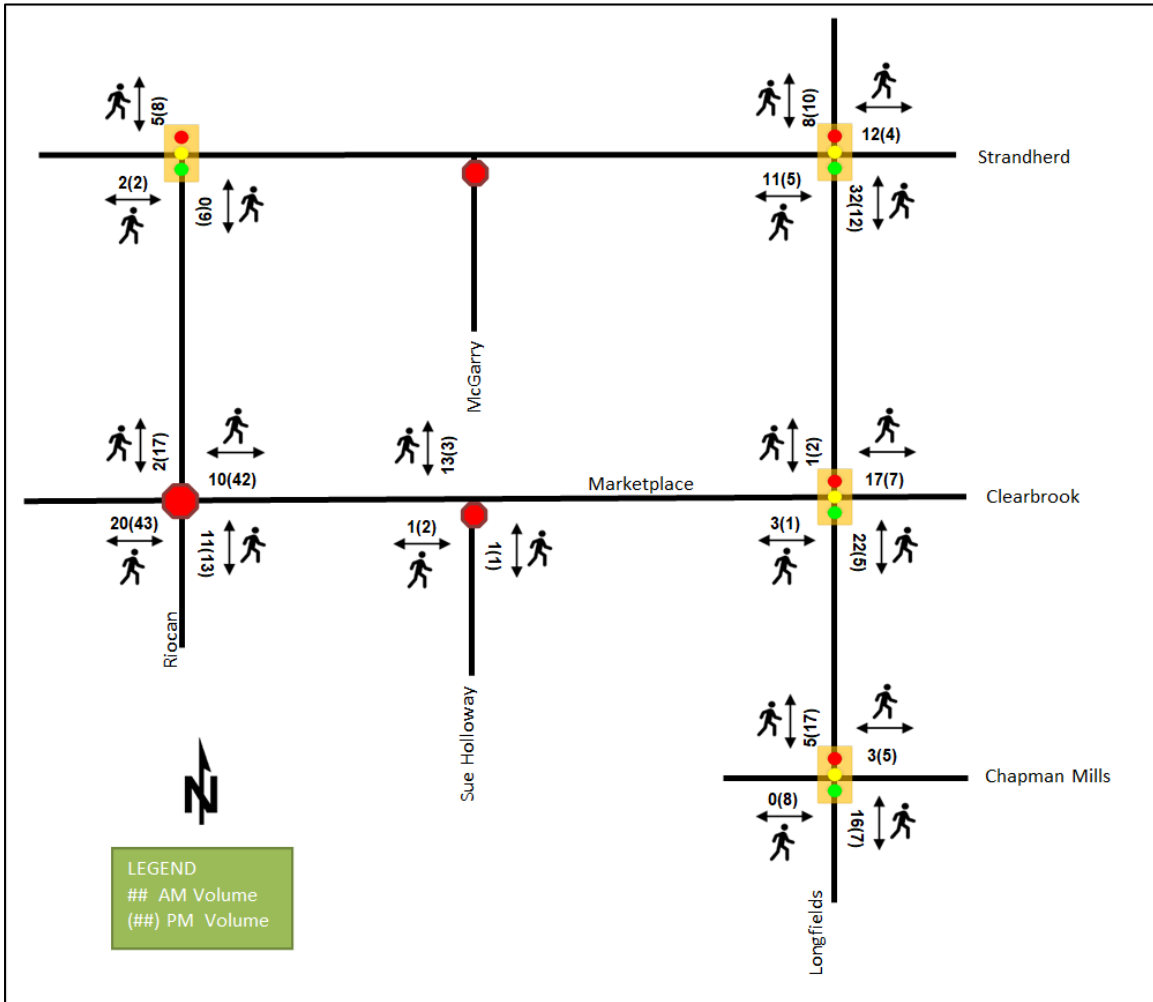 5(8)
8(10)
12(4)
Strandherd
2(2)
0(9)
11(5)
32(12)
McGarry
2(17)
10(42)
13(3)
1(2)
17(7)
Marketplace
Clearbrook
20(43)
11(13)
1(2)
1(1)
3(1)
22(5)
Riocan
Sue Holloway
5(17)
3(5)
Chapman Mills
0(8)
16(7)
N
LEGEND
## AM Volume
(##) PM Volume
Longfields